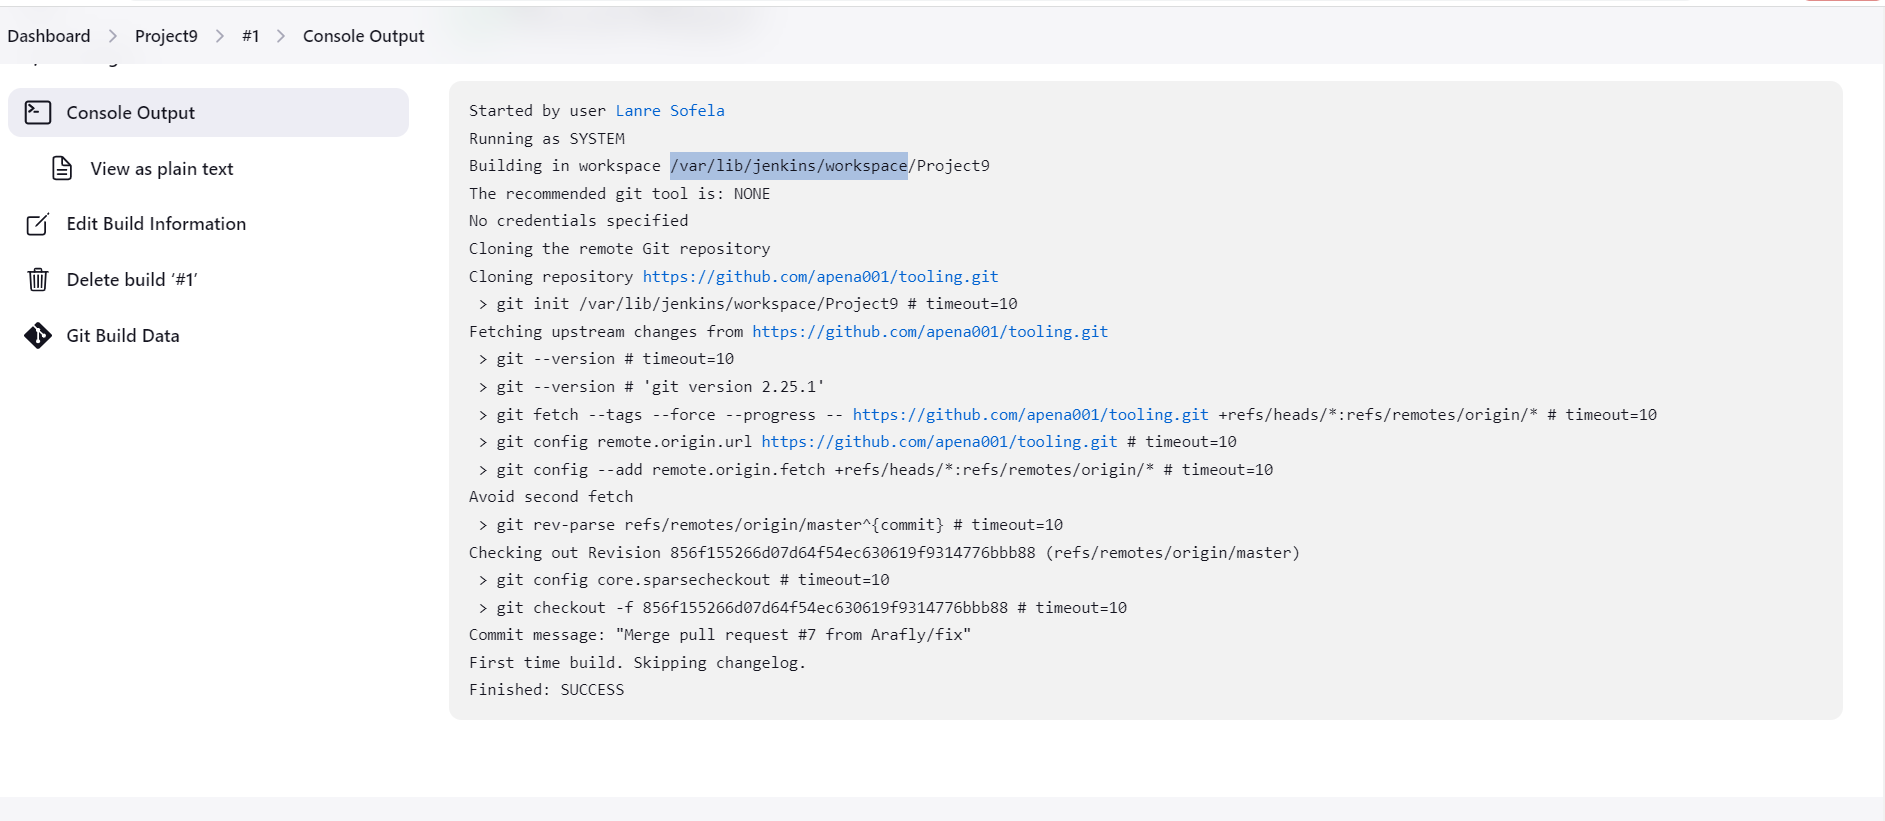 Dashboard > Project9 > #1 > Console Output
Console Output
View as plain text
Edit Build Information
Delete build ‘#1’
Git Build Data
Started by user Lanre Sofela
Running as SYSTEM
Building in workspace /var/lib/jenkins/workspace/Project9
The recommended git tool is: NONE
No credentials specified
Cloning the remote Git repository
Cloning repository https://github.com/apena001/tooling.git
 > git init /var/lib/jenkins/workspace/Project9 # timeout=10
Fetching upstream changes from https://github.com/apena001/tooling.git
 > git --version # timeout=10
 > git --version # 'git version 2.25.1'
 > git fetch --tags --force --progress -- https://github.com/apena001/tooling.git +refs/heads/*:refs/remotes/origin/* # timeout=10
 > git config remote.origin.url https://github.com/apena001/tooling.git # timeout=10
 > git config --add remote.origin.fetch +refs/heads/*:refs/remotes/origin/* # timeout=10
Avoid second fetch
 > git rev-parse refs/remotes/origin/master^{commit} # timeout=10
Checking out Revision 856f155266d07d64f54ec630619f9314776bbb88 (refs/remotes/origin/master)
 > git config core.sparsecheckout # timeout=10
 > git checkout -f 856f155266d07d64f54ec630619f9314776bbb88 # timeout=10
Commit message: "Merge pull request #7 from Arafly/fix"
First time build. Skipping changelog.
Finished: SUCCESS